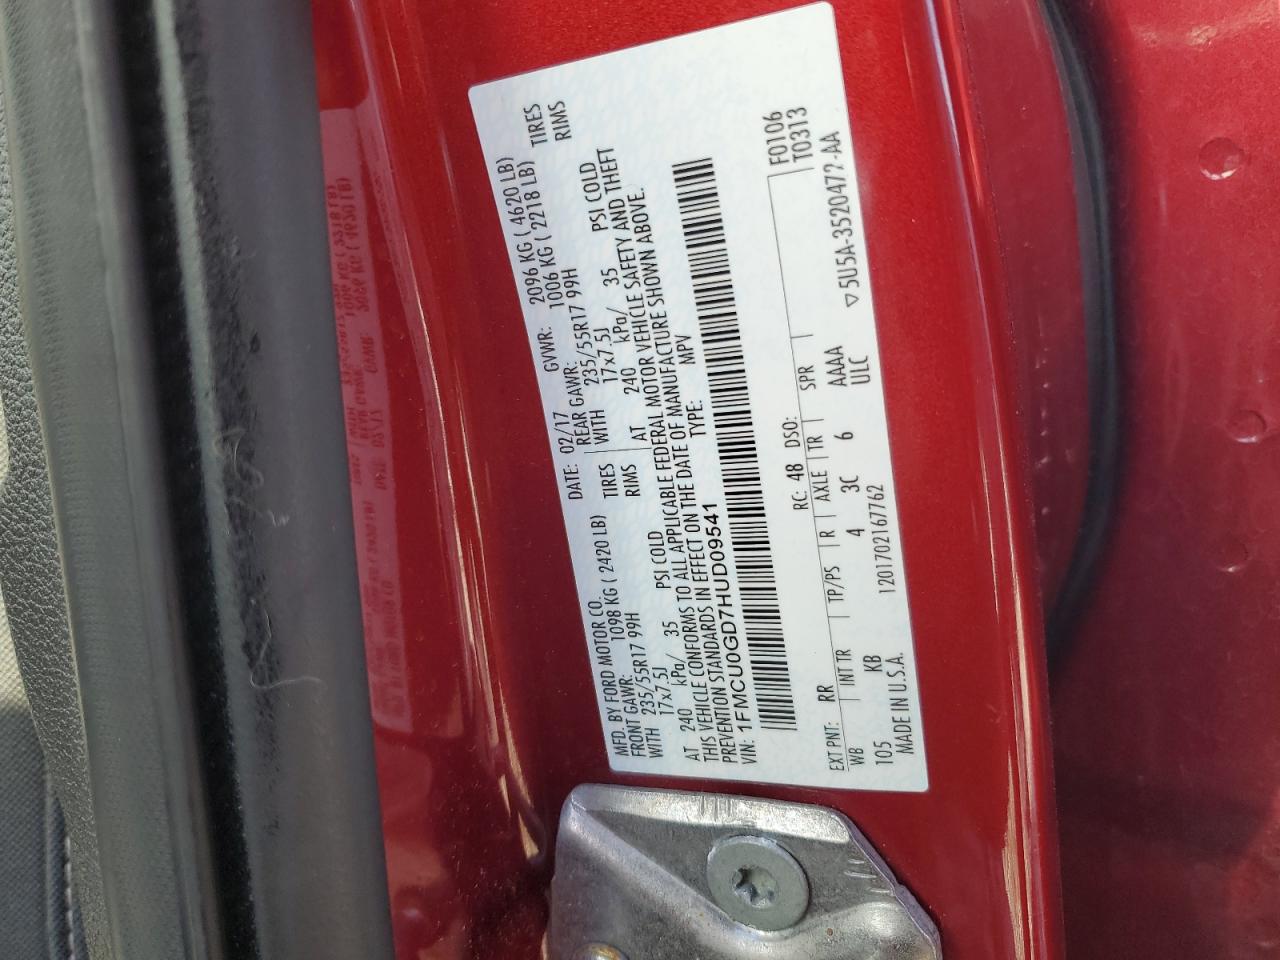 MFD. BY FORD MOTOR CO.
DATE: 02/17 GVWR: 2096 KG ( 4620 LB)
FRONT GAWR: 1098 KG ( 2420 LB) REAR GAWR: 1006 KG ( 2218 LB)
WITH 235/55R17 99H TIRES WITH 235/55R17 99H TIRES
17x7.5J RIMS 17x7.5J RIMS
AT 240 kPa/ 35 PSI COLD AT 240 kPa/ 35 PSI COLD
THIS VEHICLE CONFORMS TO ALL APPLICABLE FEDERAL MOTOR VEHICLE SAFETY AND THEFT
PREVENTION STANDARDS IN EFFECT ON THE DATE OF MANUFACTURE SHOWN ABOVE.
VIN: 1FMCU0GD7HUD09541 TYPE: MPV
F0106
T0313
EXT PNT: RR RC: 48 DSO:
WB INT TR TP/PS R AXLE TR SPR
105 KB 4 3C 6 AAAA
MADE IN U.S.A. 12017021677​62 ULC
▽5U5A-3520472-AA